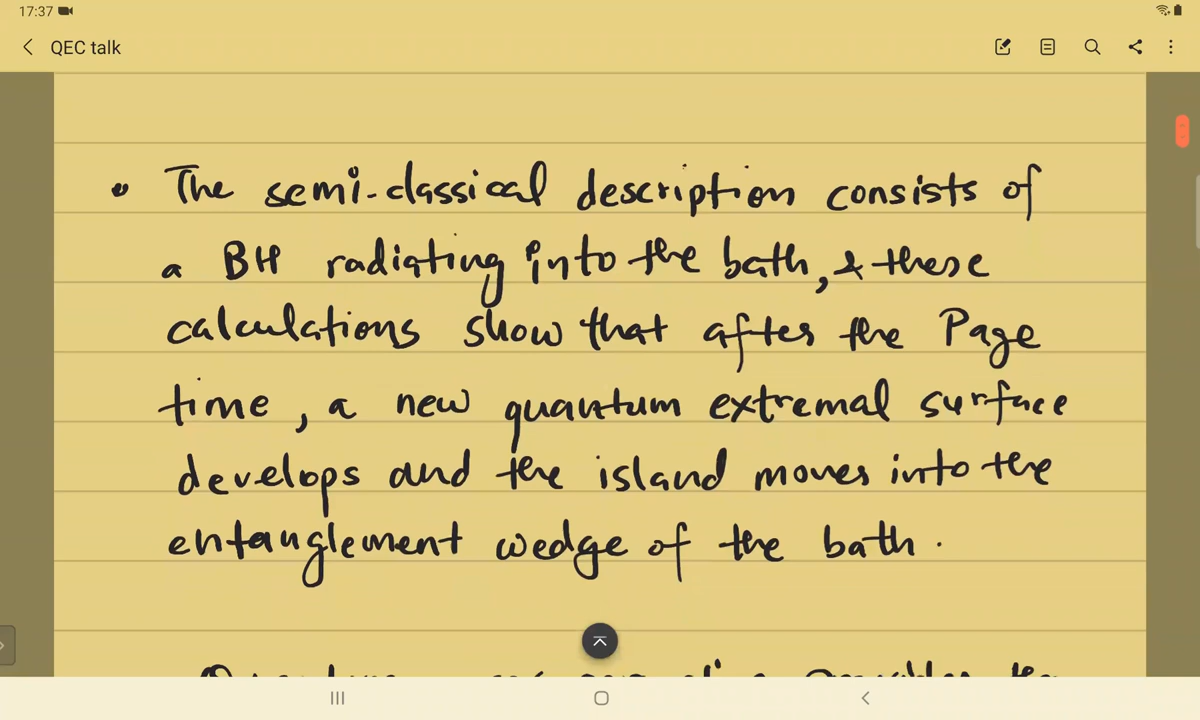 17:37
QEC talk
• The semi-classical description consists of
a BH radiating into the bath, & these
calculations show that after the Page
time, a new quantum extremal surface
develops and the island moves into the
entanglement wedge of the bath.